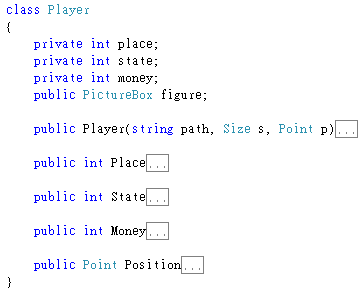 class Player
{
private int place;
private int state;
private int money;
public PictureBox figure;
public Player(string path, Size s, Point p)...
public int Place...
public int State...
public int Money...
public Point Position...
}